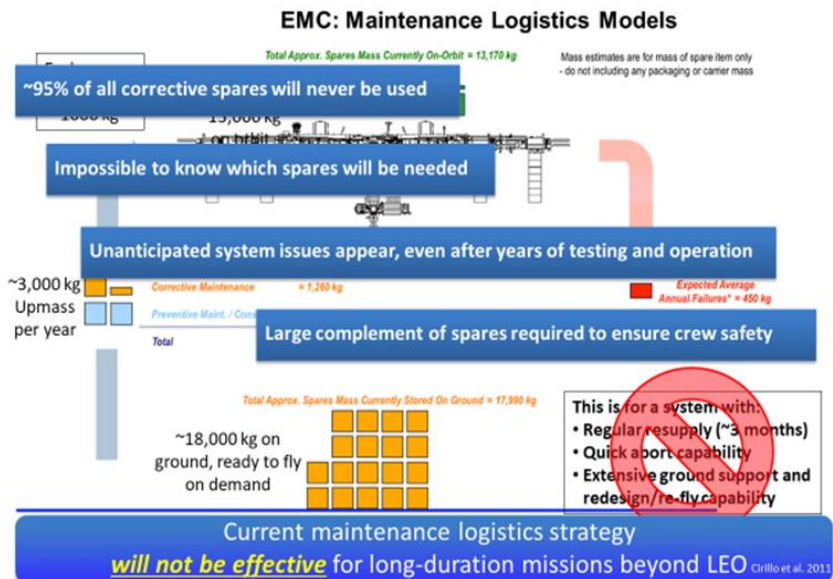 EMC: Maintenance Logistics Models
Total Approx. Spares Mass Currently On-Orbit = 13,170 kg
Mass estimates are for mass of spare item only
- do not including any packaging or carrier mass
~95% of all corrective spares will never be used
Impossible to know which spares will be needed
Unanticipated system issues appear, even after years of testing and operation
~3,000 kg
Upmass
per year
Corrective Maintenance = 1,260 kg
Preventive Maint. /
Total
Expected Average
Annual Failures* = 450 kg
Large complement of spares required to ensure crew safety
Total Approx. Spares Mass Currently Stored On Ground = 17,990 kg
~18,000 kg on
ground, ready to fly
on demand
This is for a system with:
• Regular resupply (~3 months)
• Quick abort capability
• Extensive ground support and
redesign/re-fly capability
Current maintenance logistics strategy
will not be effective for long-duration missions beyond LEO Cirillo et al. 2011